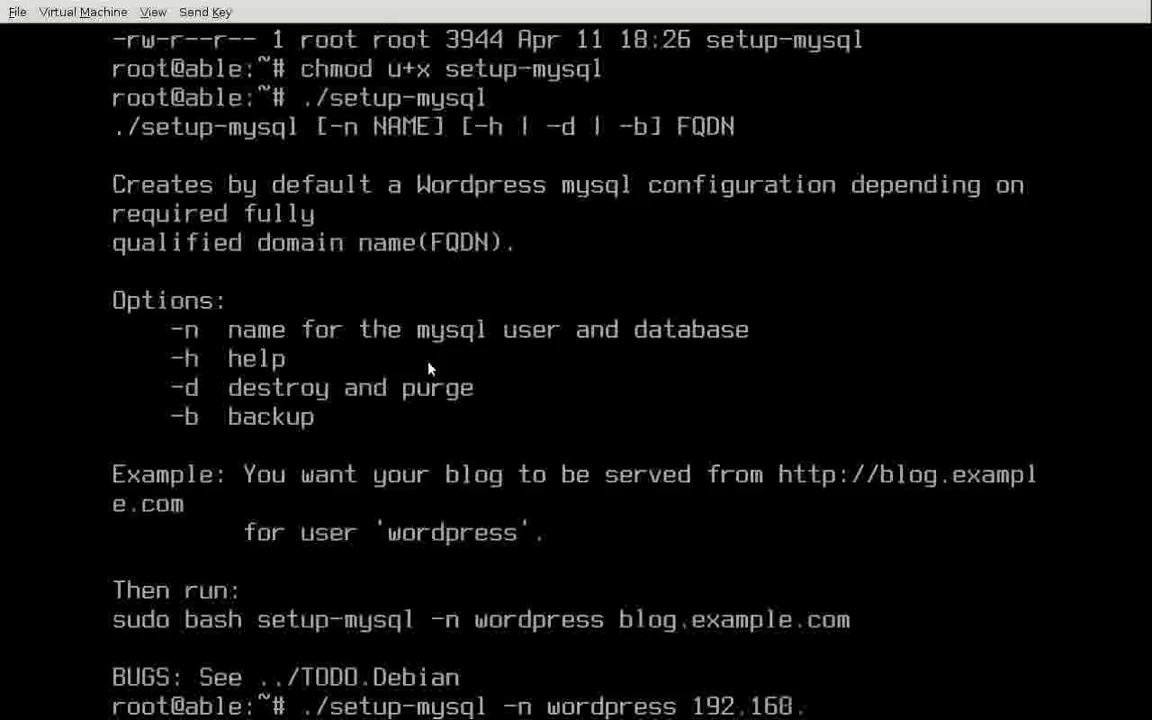 File Virtual Machine View Send Key
-rw-r--r-- 1 root root 3944 Apr 11 18:26 setup-mysql
root@able:~# chmod u+x setup-mysql
root@able:~# ./setup-mysql
./setup-mysql [-n NAME] [-h | -d | -b] FQDN
Creates by default a Wordpress mysql configuration depending on
required fully
qualified domain name(FQDN).
Options:
-n name for the mysql user and database
-h help
-d destroy and purge
-b backup
Example: You want your blog to be served from http://blog.exampl
e.com
for user 'wordpress'.
Then run:
sudo bash setup-mysql -n wordpress blog.example.com
BUGS: See ../TODO.Debian
root@able:~# ./setup-mysql -n wordpress 192.168.